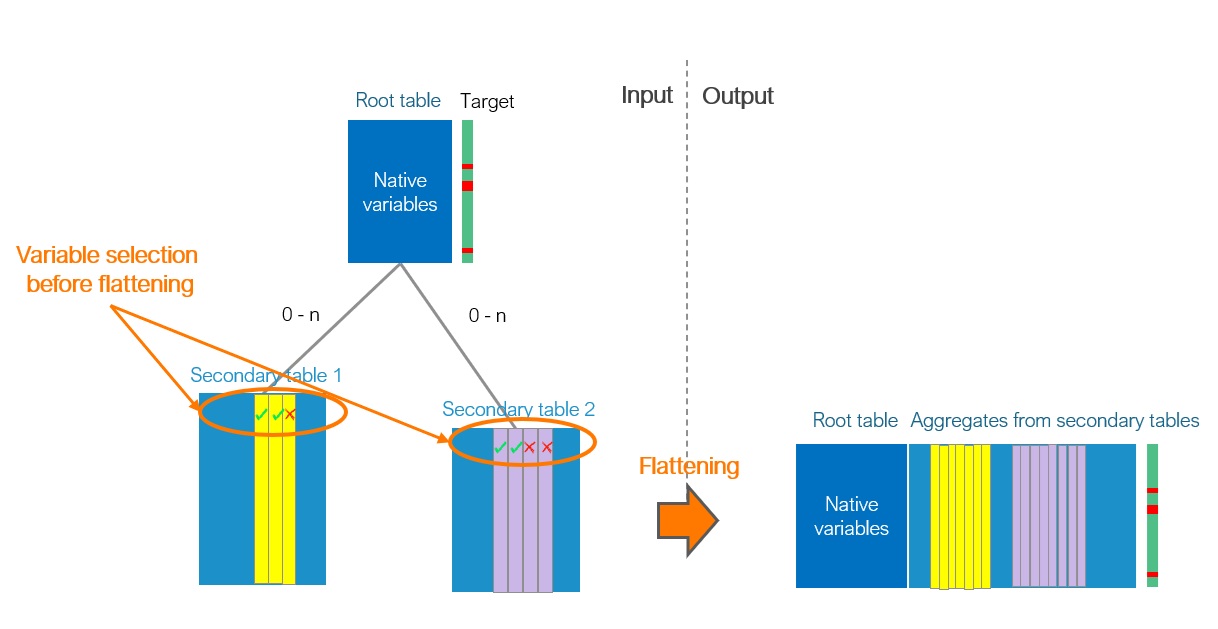 Input
Output
Root table
Target
Native
variables
Variable selection
before flattening
0 - n
0 - n
Secondary table 1
Secondary table 2
Flattening
Root table
Aggregates from secondary tables
Native
variables